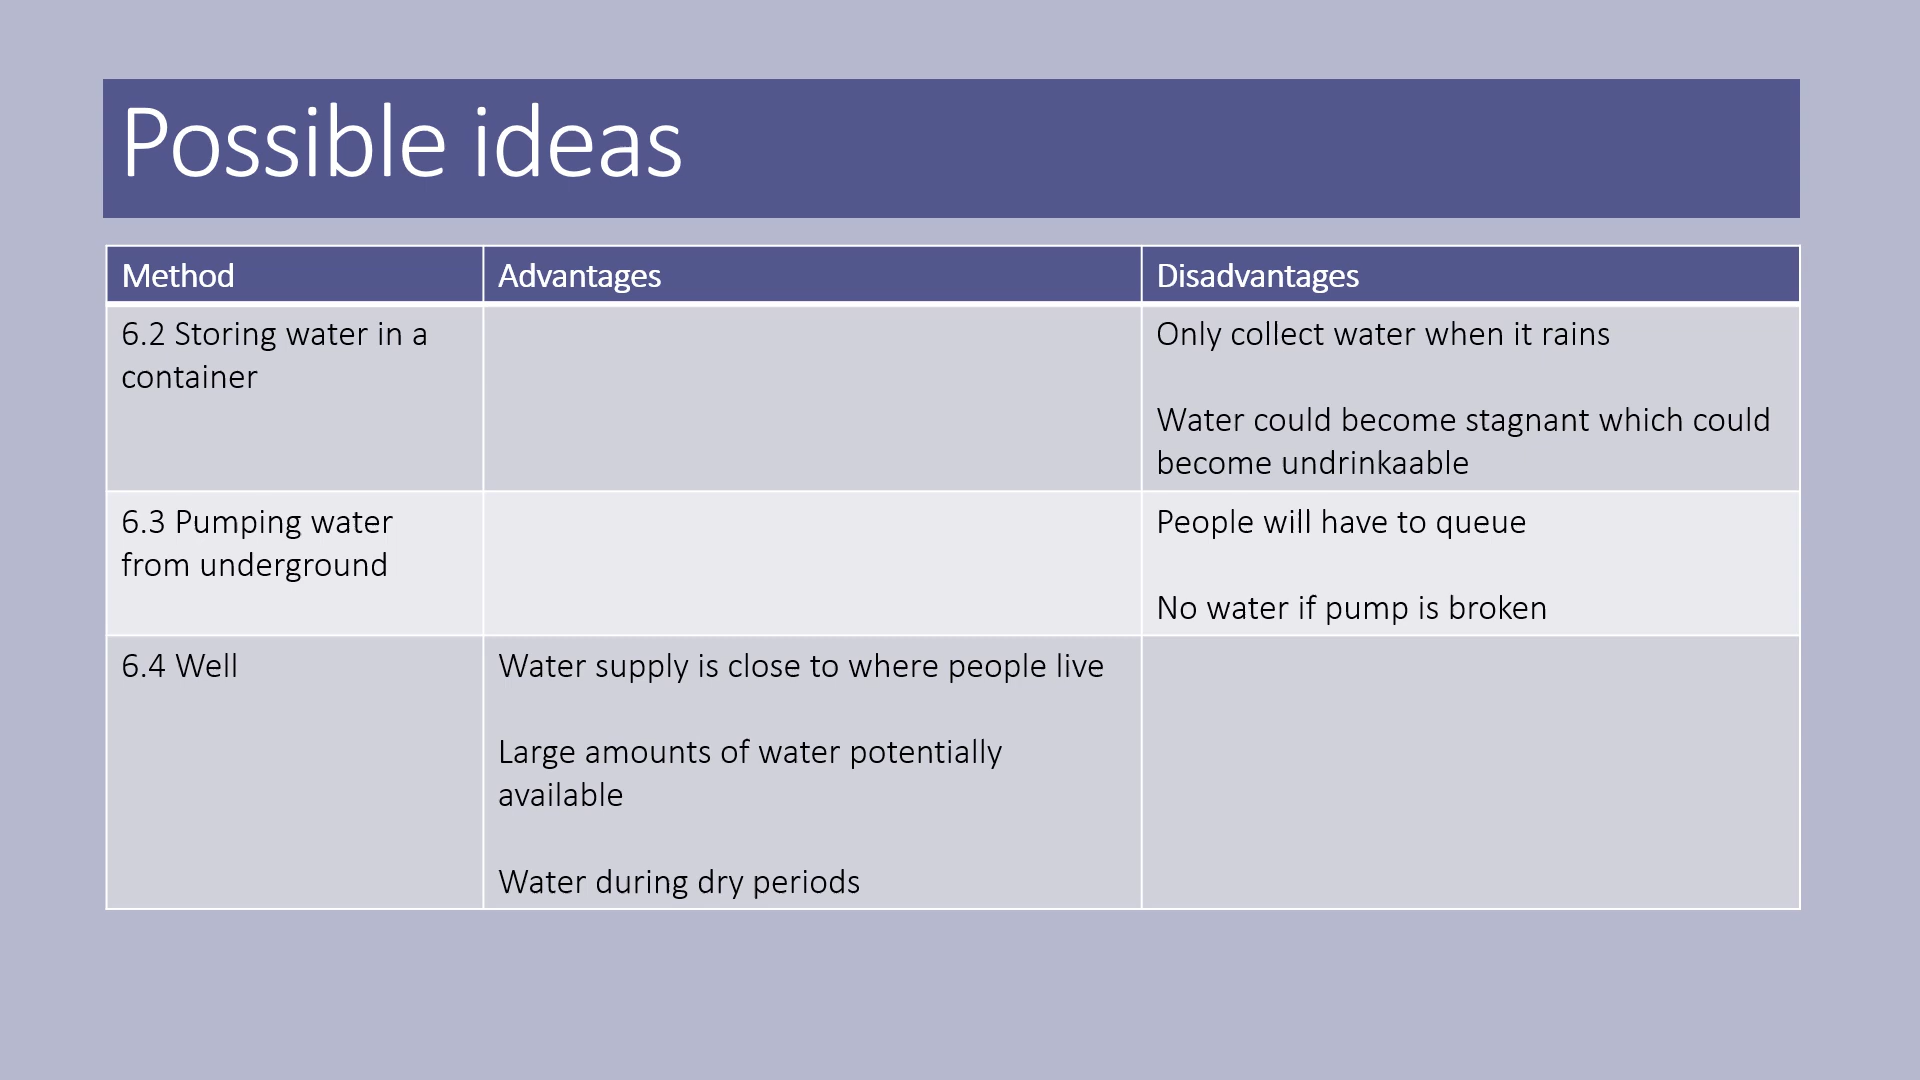 Possible ideas
Method
Advantages
Disadvantages
6.2 Storing water in a
container
Only collect water when it rains
Water could become stagnant which could
become undrinkaable
6.3 Pumping water
from underground
People will have to queue
No water if pump is broken
6.4 Well
Water supply is close to where people live
Large amounts of water potentially
available
Water during dry periods